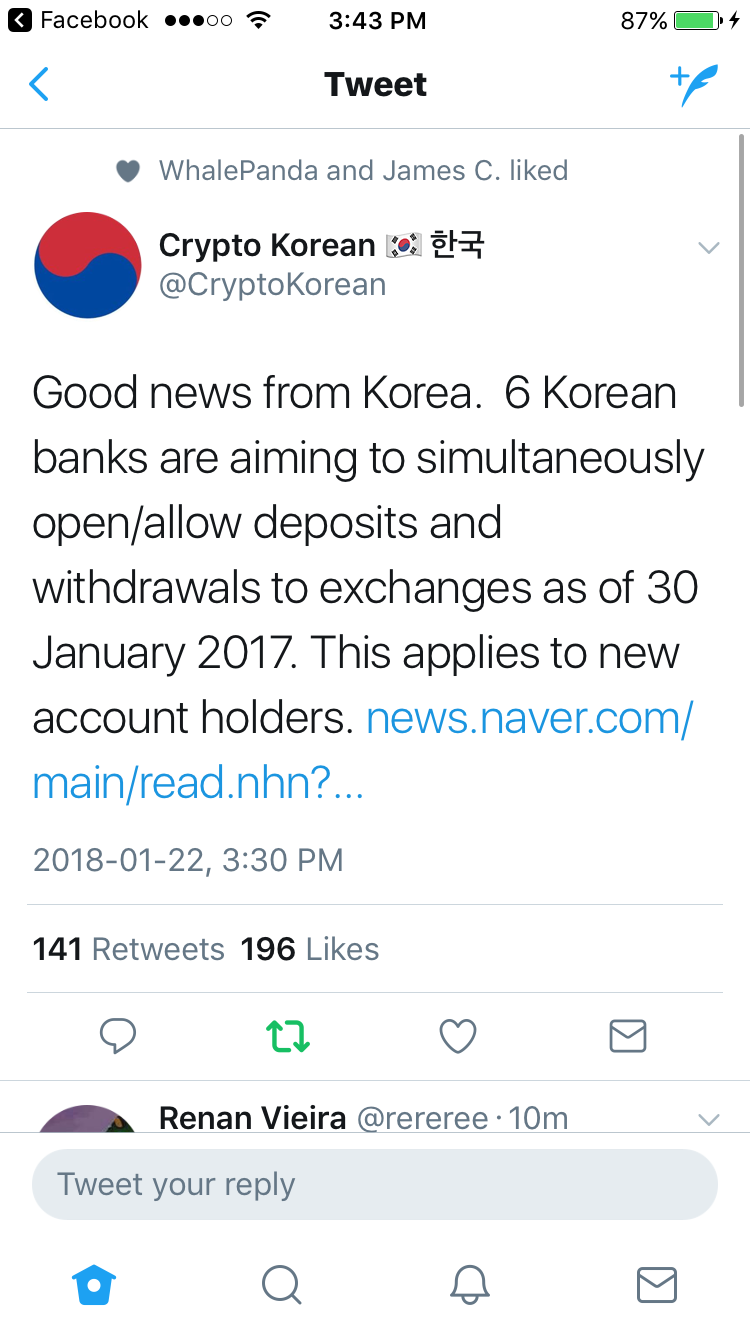 Facebook 3:43 PM 87%
Tweet
WhalePanda and James C. liked
Crypto Korean 🇰🇷 한국
@CryptoKorean
Good news from Korea.  6 Korean
banks are aiming to simultaneously
open/allow deposits and
withdrawals to exchanges as of 30
January 2017. This applies to new
account holders. news.naver.com/
main/read.nhn?...
2018-01-22, 3:30 PM
141 Retweets 196 Likes
Renan Vieira @rereree · 10m
Tweet your reply